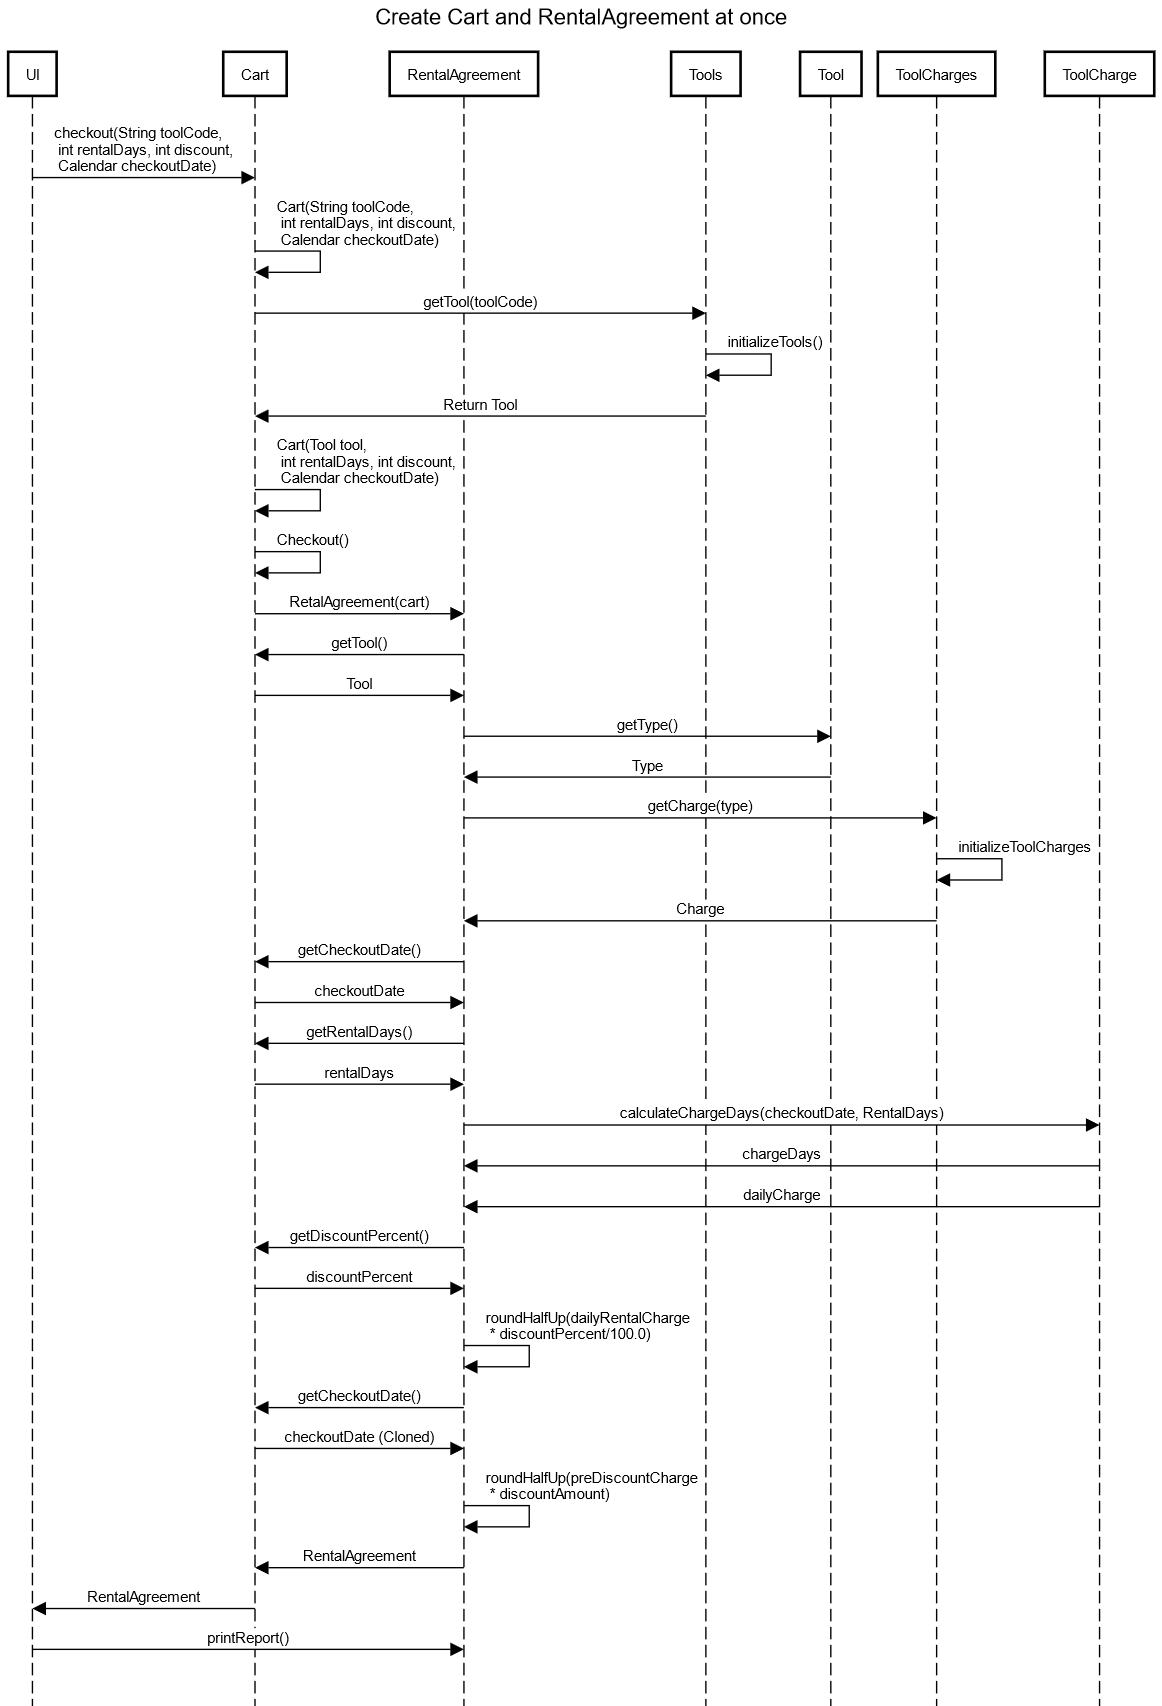 Create Cart and RentalAgreement at once
UI
Cart
RentalAgreement
Tools
Tool
ToolCharges
ToolCharge
checkout(String toolCode,
int rentalDays, int discount,
Calendar checkoutDate)
Cart(String toolCode,
int rentalDays, int discount,
Calendar checkoutDate)
getTool(toolCode)
initializeTools()
Return Tool
Cart(Tool tool,
int rentalDays, int discount,
Calendar checkoutDate)
Checkout()
RetalAgreement(cart)
getTool()
Tool
getType()
Type
getCharge(type)
initializeToolCharges
Charge
getCheckoutDate()
checkoutDate
getRentalDays()
rentalDays
calculateChargeDays(checkoutDate, RentalDays)
chargeDays
dailyCharge
getDiscountPercent()
discountPercent
roundHalfUp(dailyRentalCharge
* discountPercent/100.0)
getCheckoutDate()
checkoutDate (Cloned)
roundHalfUp(preDiscountCharge
* discountAmount)
RentalAgreement
RentalAgreement
printReport()